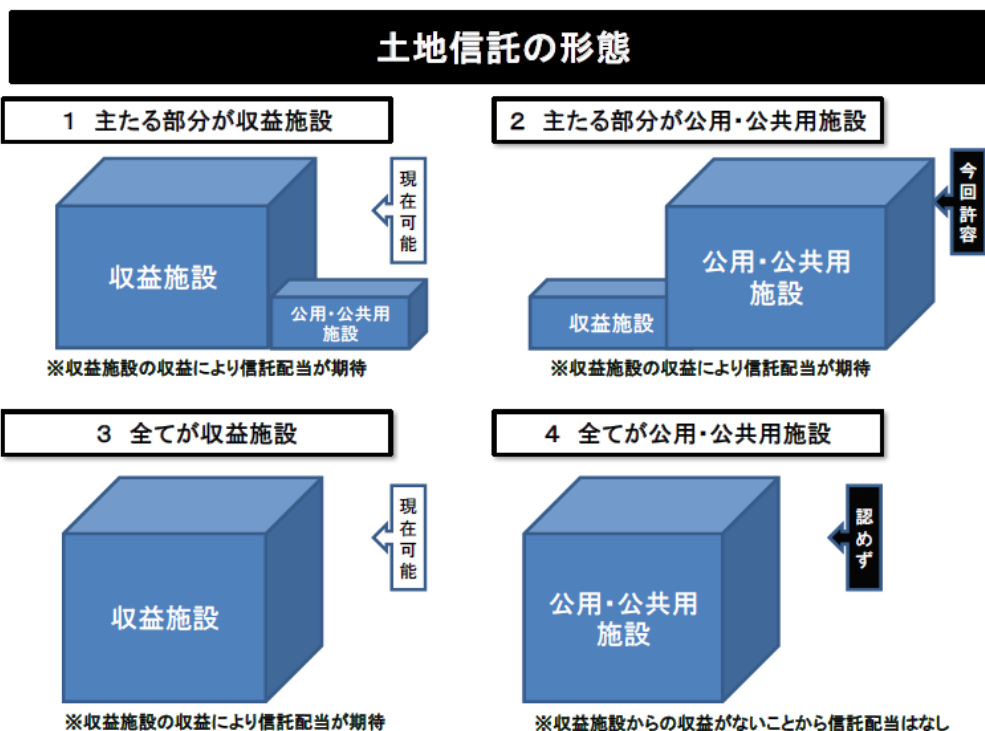 土地信託の形態
1 主たる部分が収益施設
現在可能
収益施設
公用・公共用
施設
※収益施設の収益により信託配当が期待
2 主たる部分が公用・公共用施設
今回許容
公用・公共用
施設
収益施設
※収益施設の収益により信託配当が期待
3 全てが収益施設
現在可能
収益施設
※収益施設の収益により信託配当が期待
4 全てが公用・公共用施設
認めず
公用・公共用
施設
※収益施設からの収益がないことから信託配当はなし